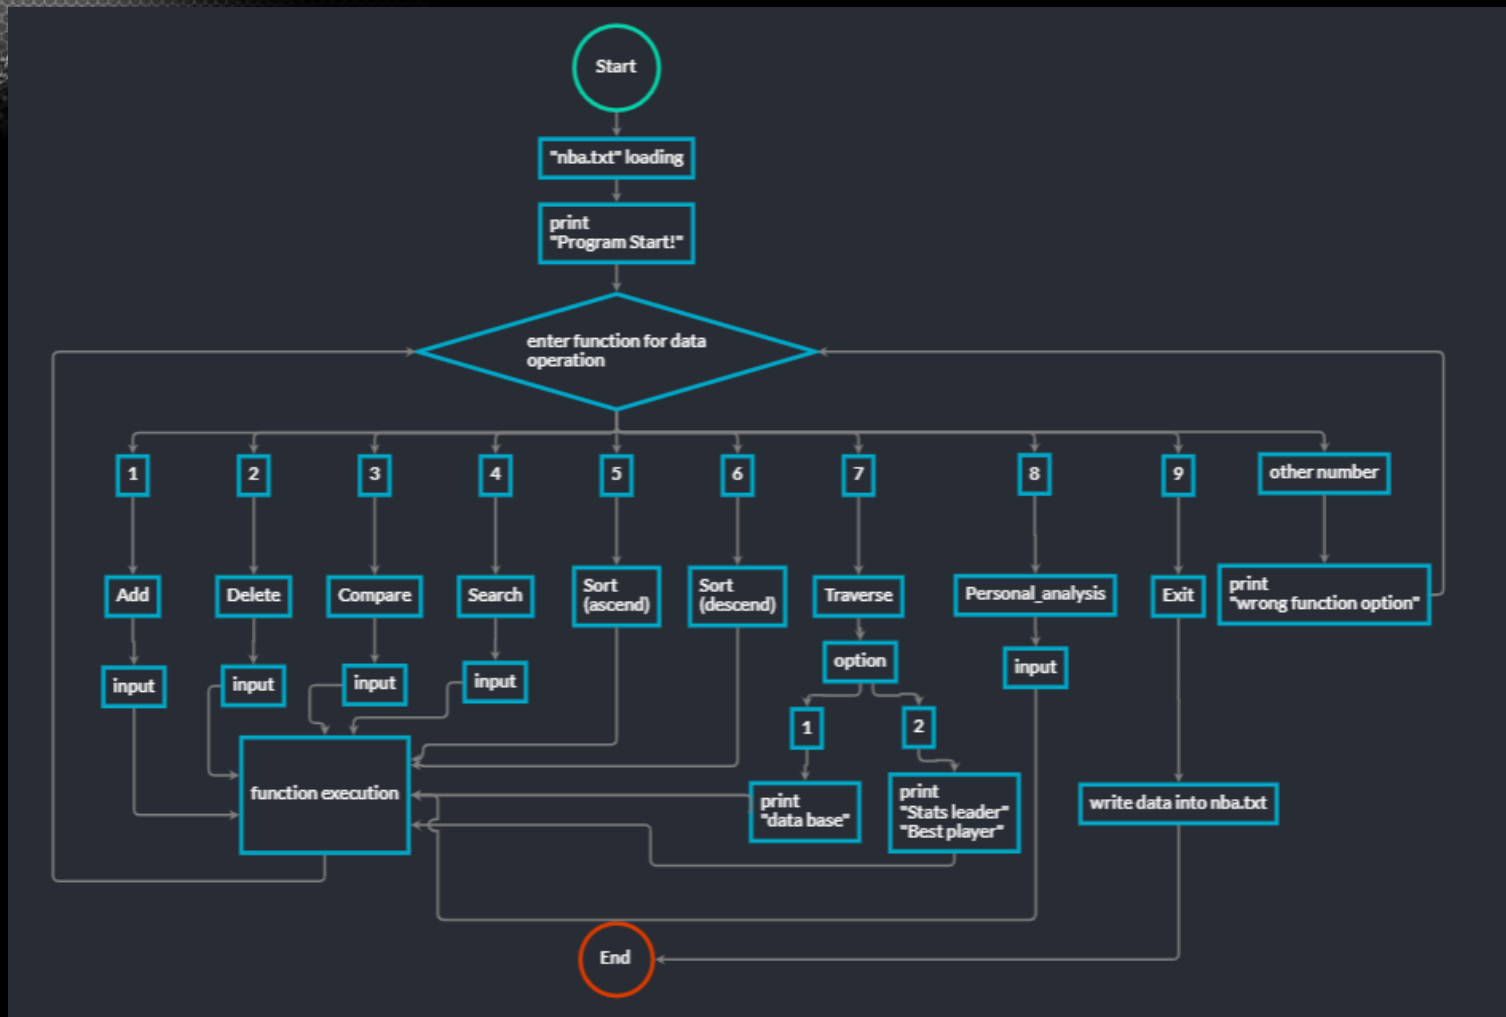 Start
"nba.txt" loading
print
"Program Start!"
enter function for data
operation
1
2
3
4
5
6
7
8
9
other number
Add
Delete
Compare
Search
Sort
(ascend)
Sort
(descend)
Traverse
Personal_analysis
Exit
print
"wrong function option"
input
input
input
input
option
input
1
2
function execution
print
"data base"
print
"Stats leader"
"Best player"
write data into nba.txt
End